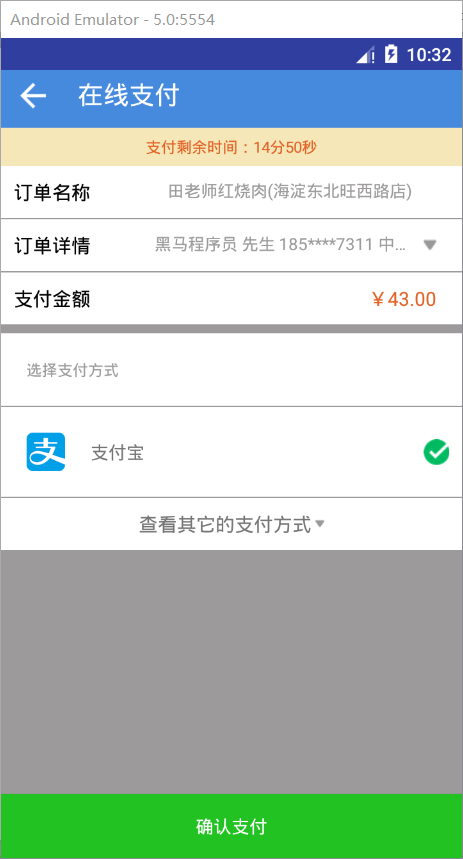 Android Emulator - 5.0:5554
10:32
在线支付
支付剩余时间：14分50秒
订单名称 田老师红烧肉(海淀东北旺西路店)
订单详情 黑马程序员 先生 185****7311 中...
支付金额 ￥43.00
选择支付方式
支 支付宝
查看其它的支付方式
确认支付